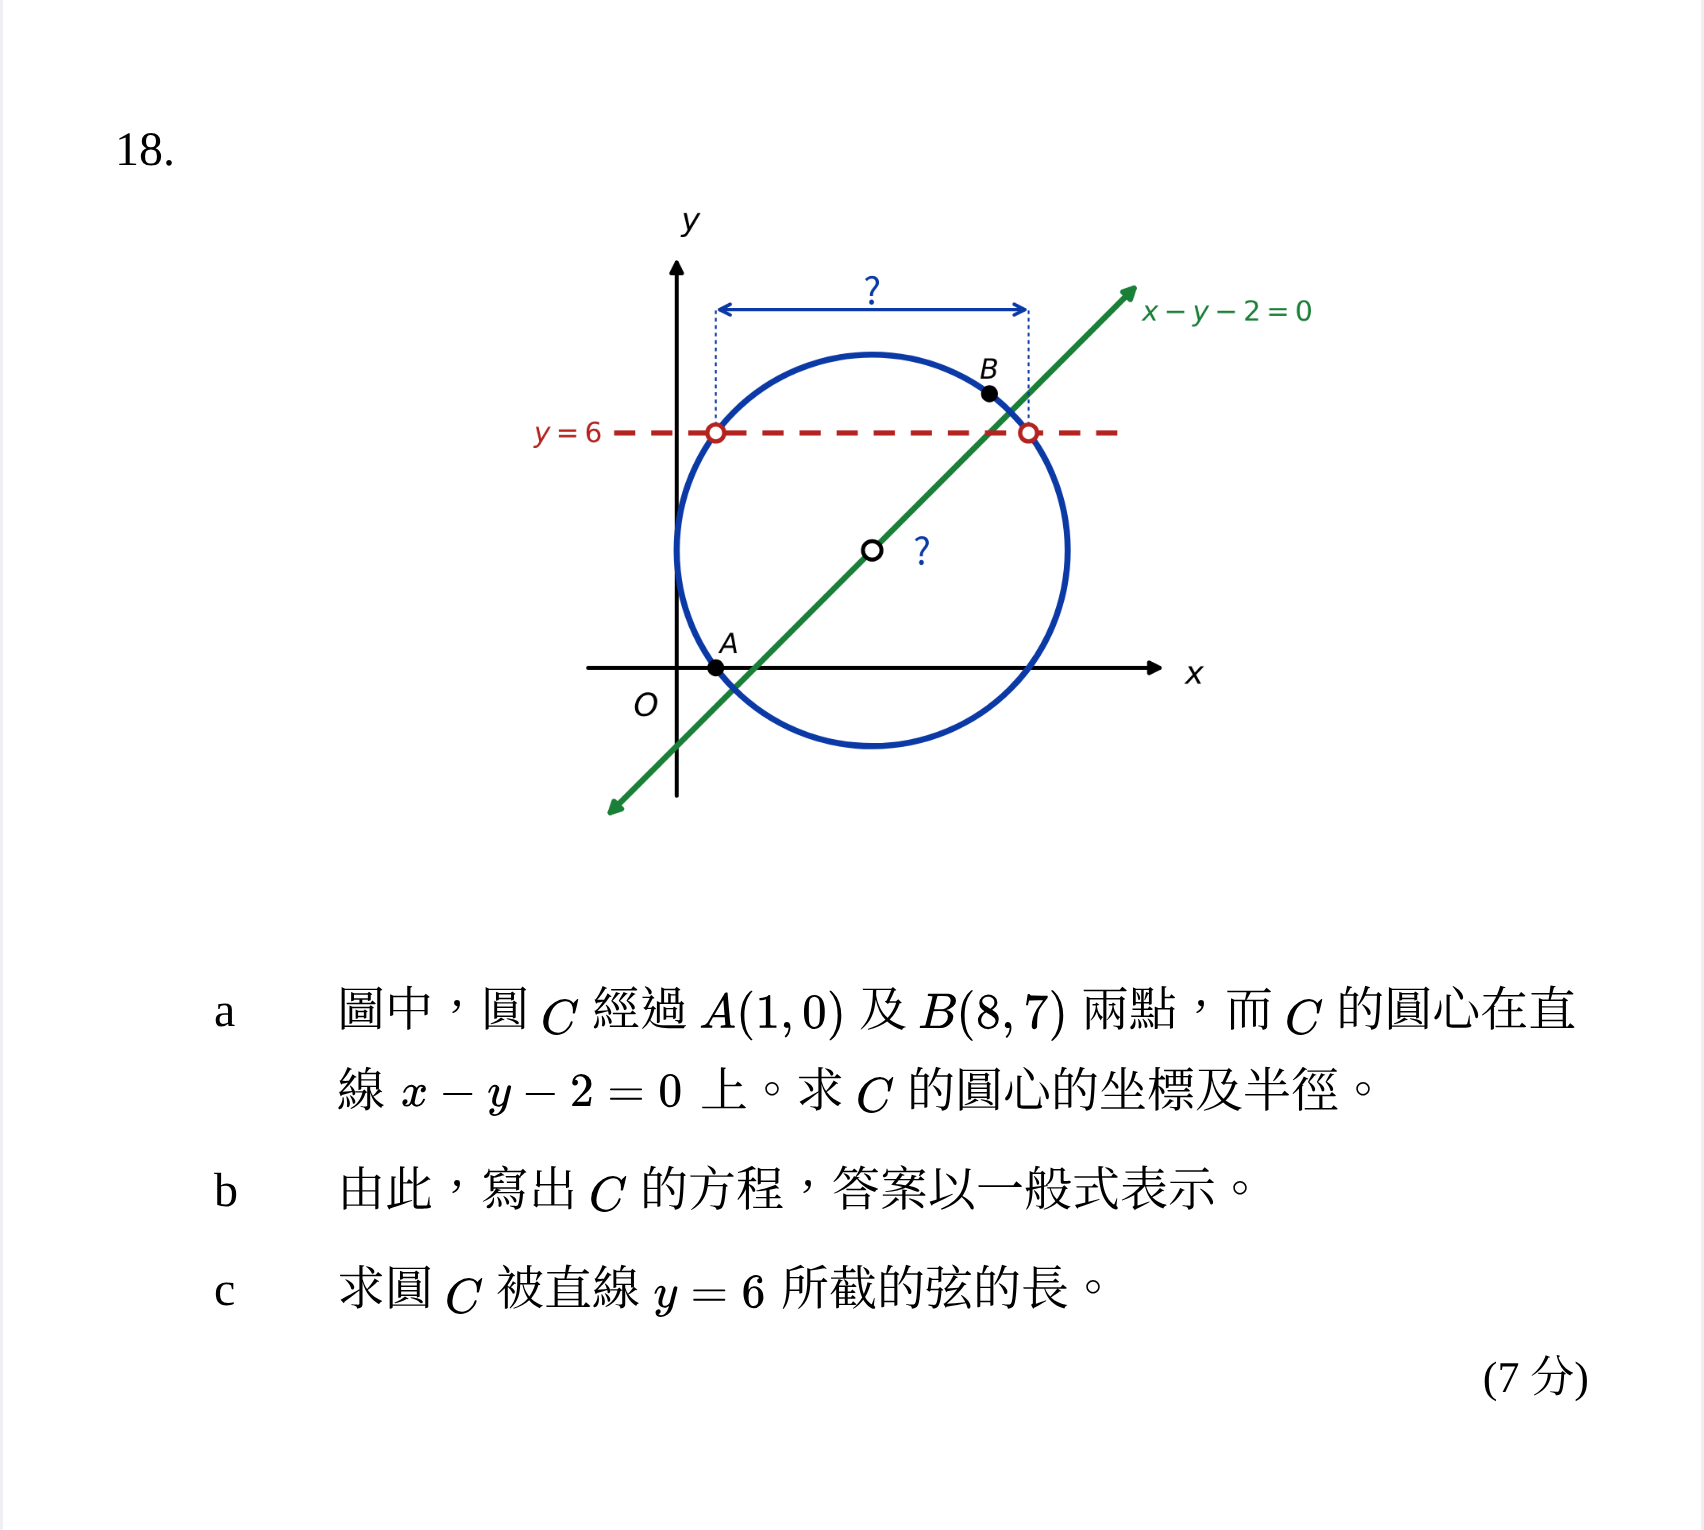 18.
y
?
x − y − 2 = 0
B
y = 6
?
A
x
O
a 圖中，圓 C 經過 A(1, 0) 及 B(8, 7) 兩點，而 C 的圓心在直
線 x − y − 2 = 0 上。求 C 的圓心的坐標及半徑。
b 由此，寫出 C 的方程，答案以一般式表示。
c 求圓 C 被直線 y = 6 所截的弦的長。
(7 分)